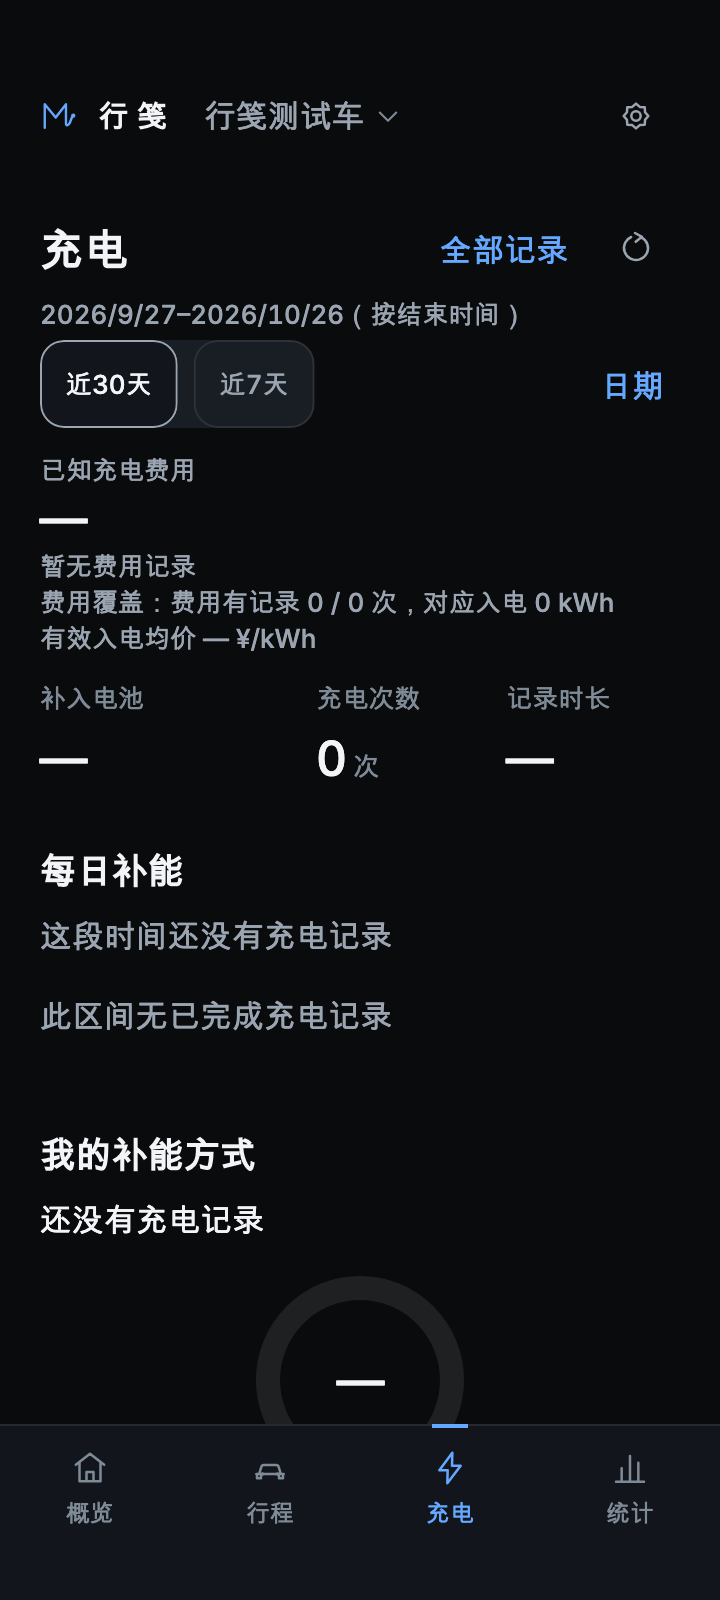 行笺 行笺测试车
充电 全部记录
2026/9/27–2026/10/26（按结束时间）
近30天 近7天 日期
已知充电费用
—
暂无费用记录
费用覆盖：费用有记录 0 / 0 次，对应入电 0 kWh
有效入电均价 — ¥/kWh
补入电池 充电次数 记录时长
— 0 次 —
每日补能
这段时间还没有充电记录
此区间无已完成充电记录
我的补能方式
还没有充电记录
—
概览 行程 充电 统计